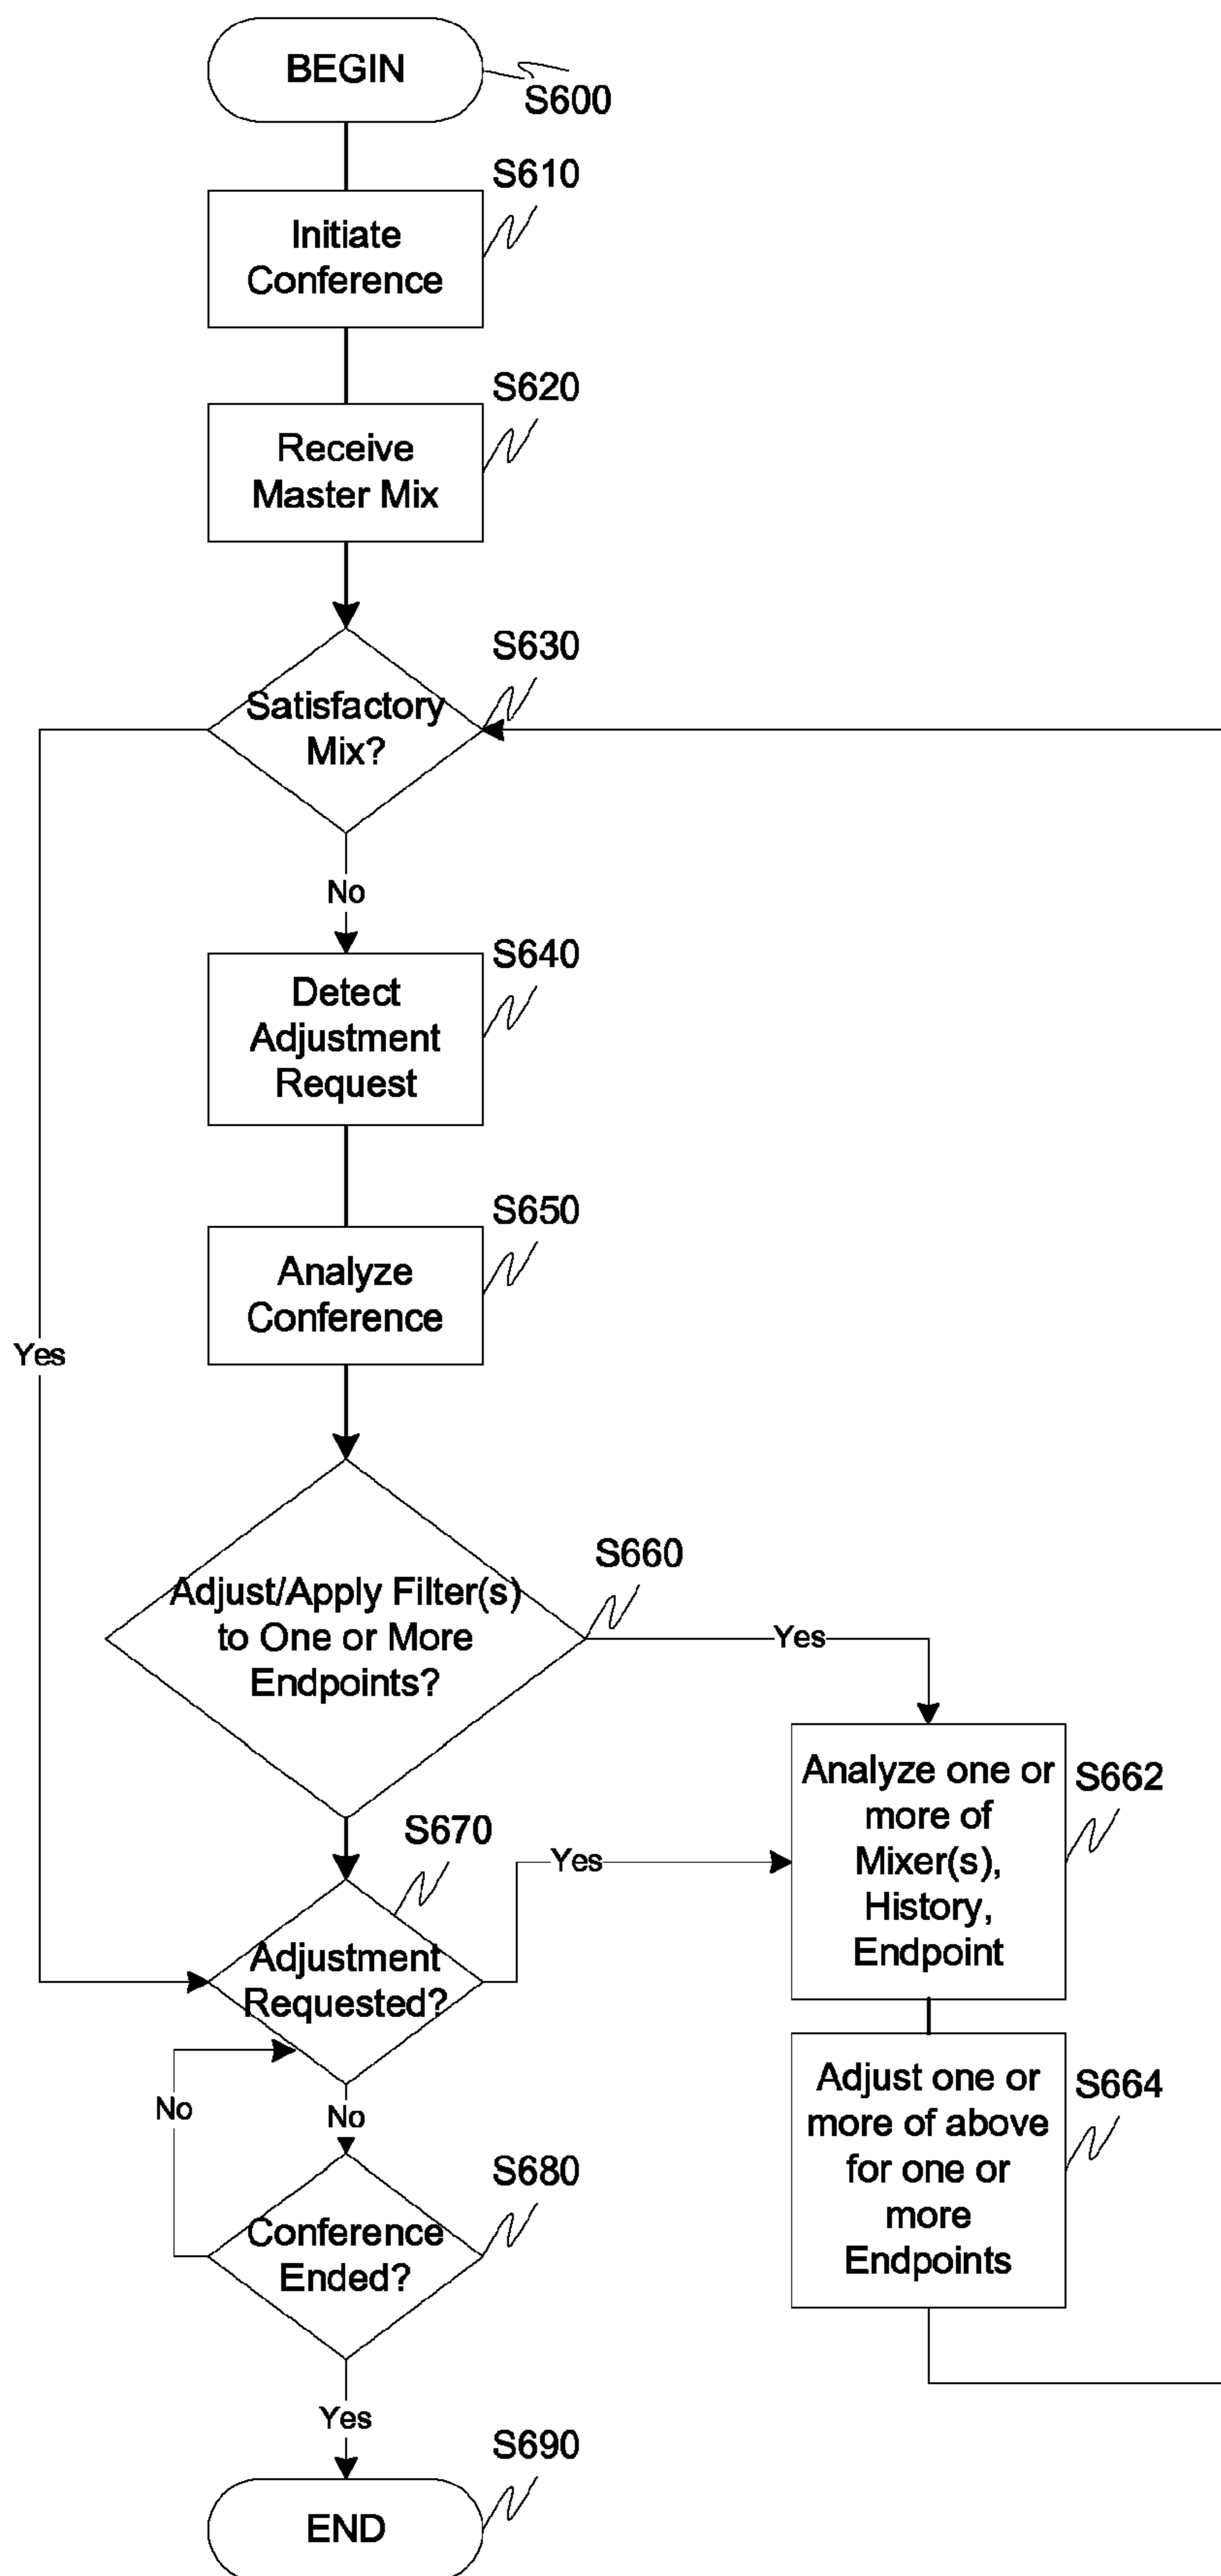 BEGIN
S600
S610
Initiate
Conference
S620
Receive
Master Mix
S630
Satisfactory
Mix?
No
S640
Detect
Adjustment
Request
S650
Analyze
Conference
Yes
S660
Adjust/Apply Filter(s)
to One or More
Endpoints?
Yes
Analyze one or
more of
Mixer(s),
History,
Endpoint
S662
S670
Yes
Adjustment
Requested?
Adjust one or
more of above
for one or
more
Endpoints
S664
No
No
S680
Conference
Ended?
Yes
S690
END